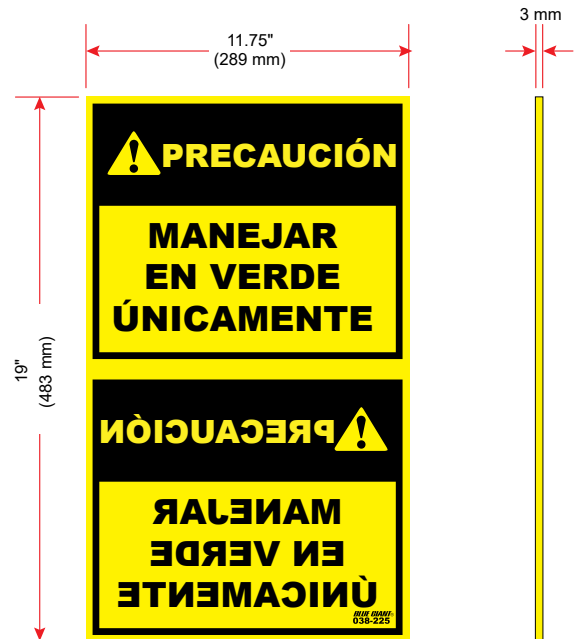 11.75"
(289 mm)
3 mm
19"
(483 mm)
PRECAUCIÓN
MANEJAR
EN VERDE
ÚNICAMENTE
PRECAUCIÓN
MANEJAR
EN VERDE
ÚNICAMENTE
BLUE GIANT®
038-225